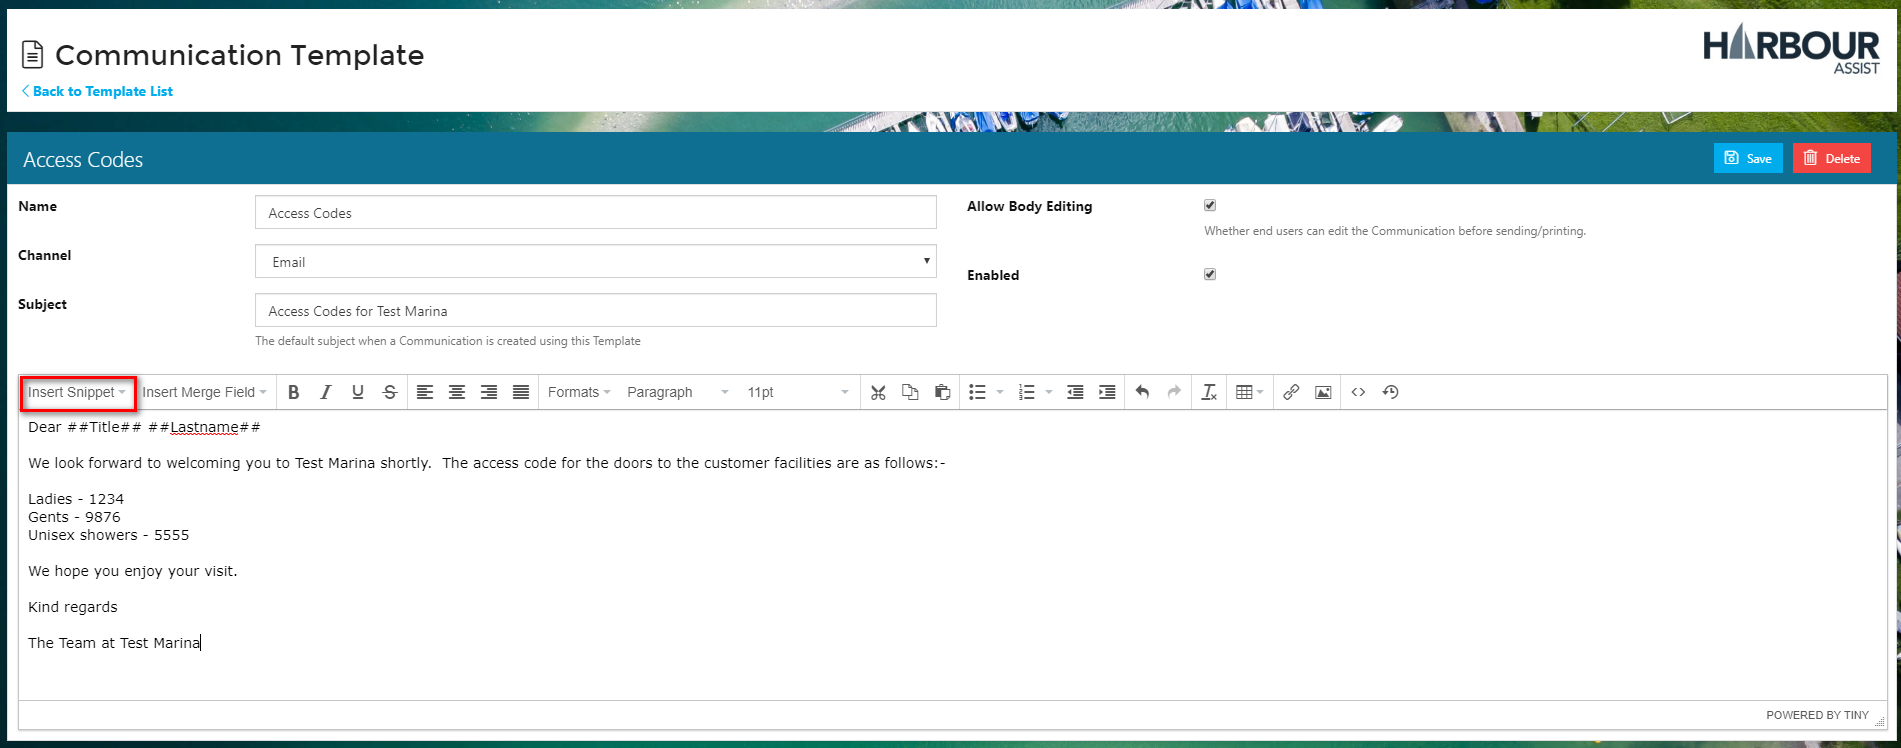 Communication Template
HARBOUR
ASSIST
Back to Template List
Access Codes
Save
Delete
Name
Access Codes
Allow Body Editing
Whether end users can edit the Communication before sending/printing.
Channel
Email
Enabled
Subject
Access Codes for Test Marina
The default subject when a Communication is created using this Template
Insert Snippet Insert Merge Field B I U S Formats Paragraph 11pt
Dear ##Title## ##Lastname##
We look forward to welcoming you to Test Marina shortly.  The access code for the doors to the customer facilities are as follows:-
Ladies - 1234
Gents - 9876
Unisex showers - 5555
We hope you enjoy your visit.
Kind regards
The Team at Test Marina
POWERED BY TINY